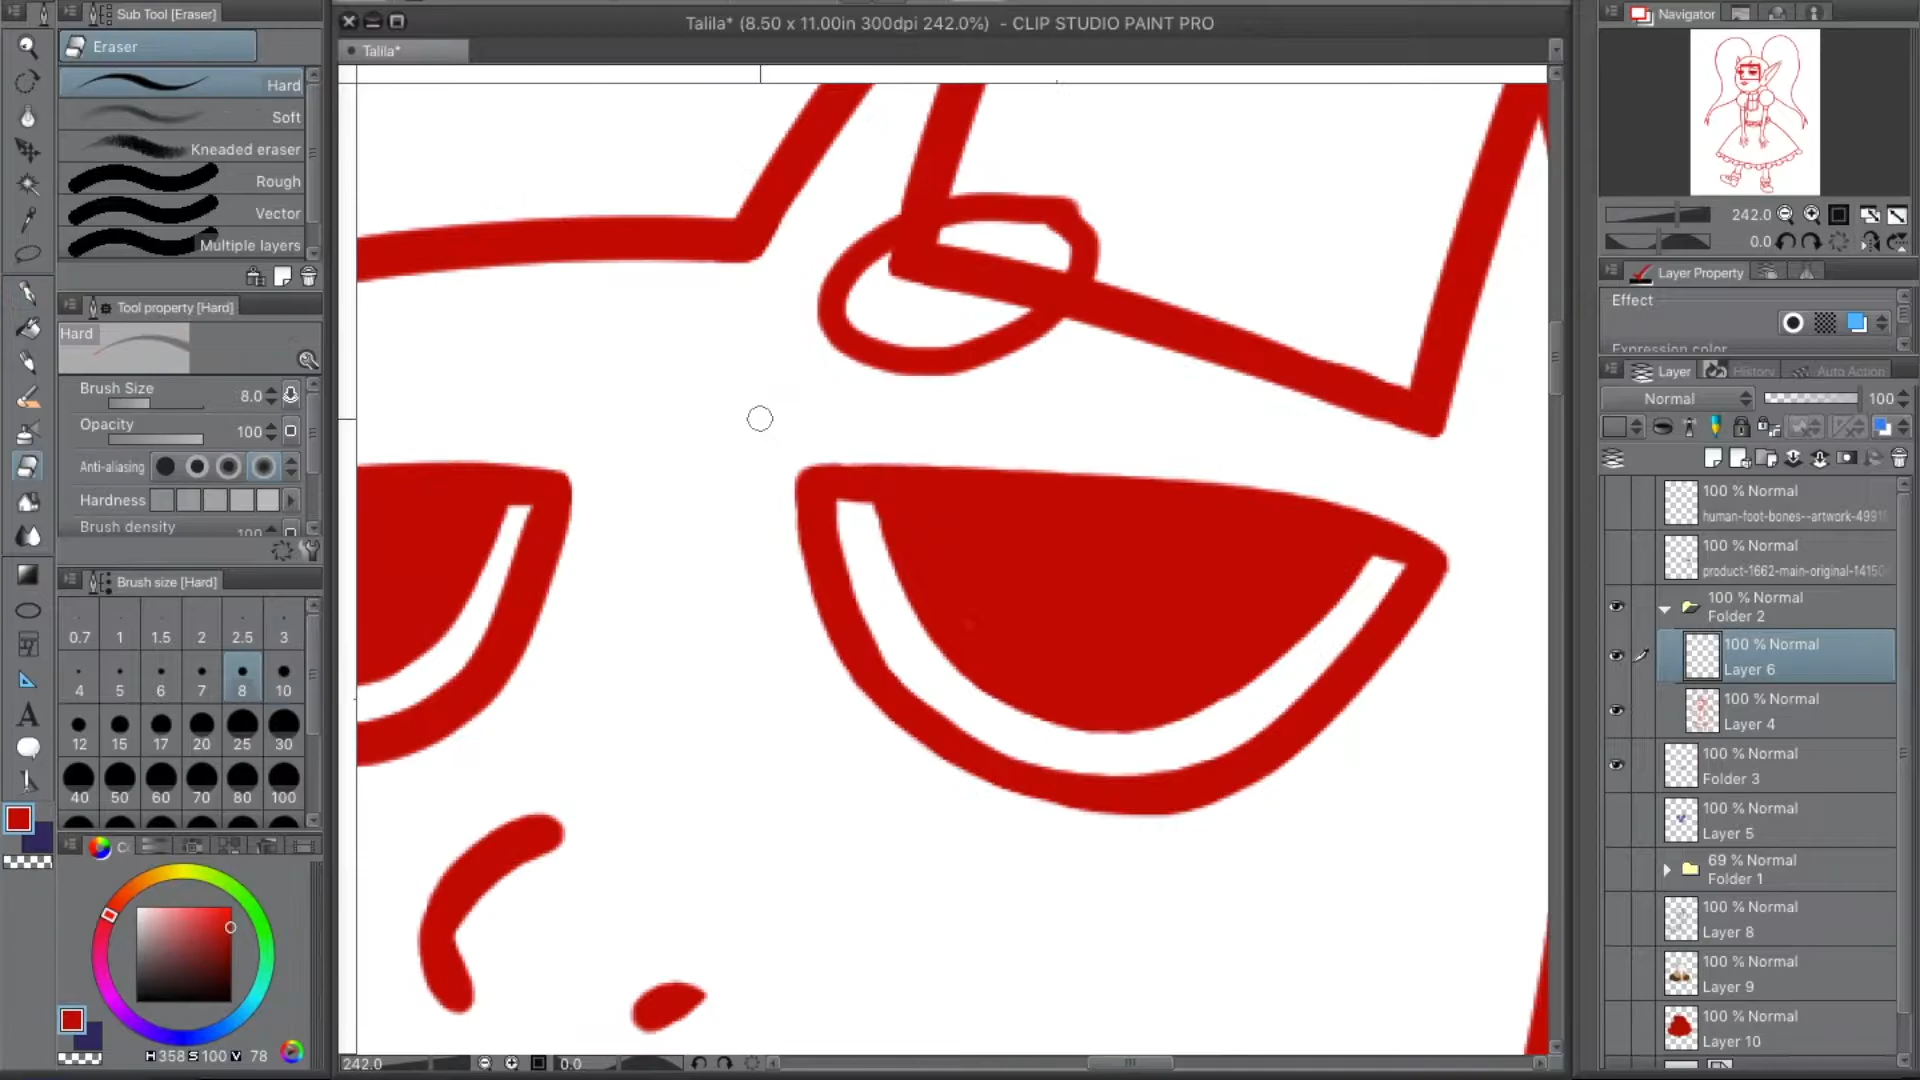 Sub Tool [Eraser]
Eraser
Hard
Soft
Kneaded eraser
Rough
Vector
Multiple layers
Tool property [Hard]
Hard
Brush Size 8.0
Opacity 100
Anti-aliasing
Hardness
Brush density 100
Brush size [Hard]
0.7 1 1.5 2 2.5 3
4 5 6 7 8 10
12 15 17 20 25 30
40 50 60 70 80 100
H 358 S 100 V 78
Talila* (8.50 x 11.00in 300dpi 242.0%) - CLIP STUDIO PAINT PRO
Talila*
242.0 0.0
Navigator
242.0
0.0
Layer Property
Effect
Expression color
Layer History Auto Action
Normal 100
100 % Normal
human-foot-bones--artwork-4991
100 % Normal
product-1662-main-original-14150
100 % Normal
Folder 2
100 % Normal
Layer 6
100 % Normal
Layer 4
100 % Normal
Folder 3
100 % Normal
Layer 5
69 % Normal
Folder 1
100 % Normal
Layer 8
100 % Normal
Layer 9
100 % Normal
Layer 10